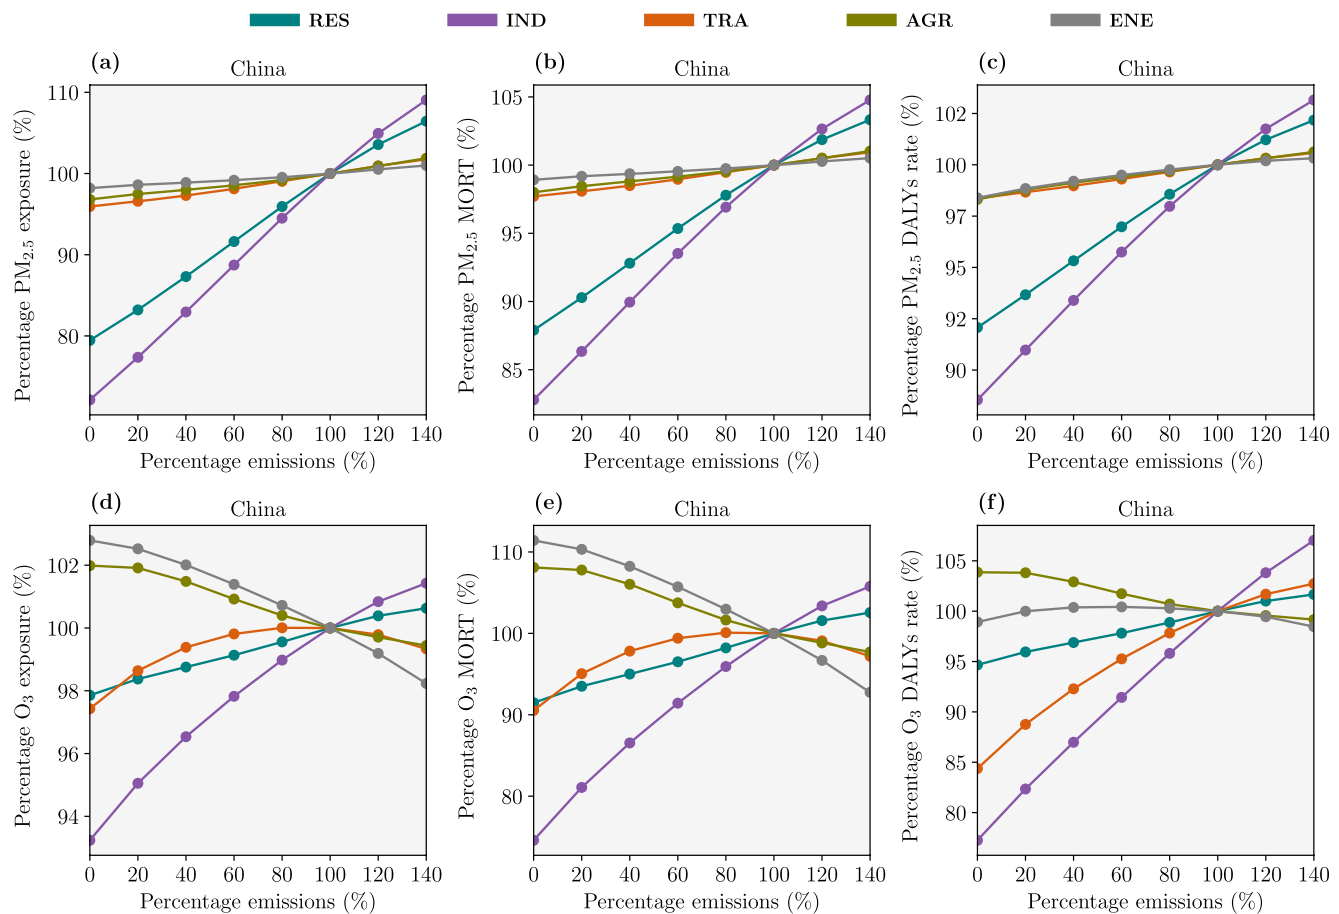 RES IND TRA AGR ENE
(a) China
Percentage PM2.5 exposure (%)
110
100
90
80
0 20 40 60 80 100 120 140
Percentage emissions (%)
(b) China
Percentage PM2.5 MORT (%)
105
100
95
90
85
0 20 40 60 80 100 120 140
Percentage emissions (%)
(c) China
Percentage PM2.5 DALYs rate (%)
102
100
97
95
92
90
0 20 40 60 80 100 120 140
Percentage emissions (%)
(d) China
Percentage O3 exposure (%)
102
100
98
96
94
0 20 40 60 80 100 120 140
Percentage emissions (%)
(e) China
Percentage O3 MORT (%)
110
100
90
80
0 20 40 60 80 100 120 140
Percentage emissions (%)
(f) China
Percentage O3 DALYs rate (%)
105
100
95
90
85
80
0 20 40 60 80 100 120 140
Percentage emissions (%)